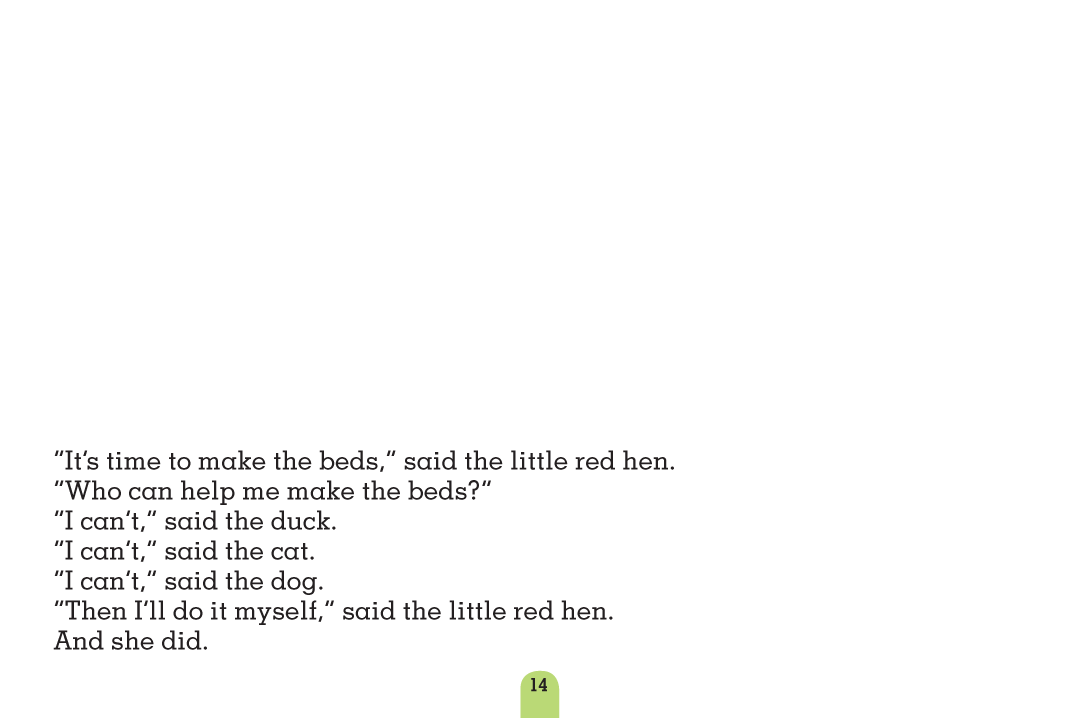 “It’s time to make the beds,” said the little red hen.
“Who can help me make the beds?”
“I can’t,” said the duck.
“I can’t,” said the cat.
“I can’t,” said the dog.
“Then I’ll do it myself,” said the little red hen.
And she did.
14